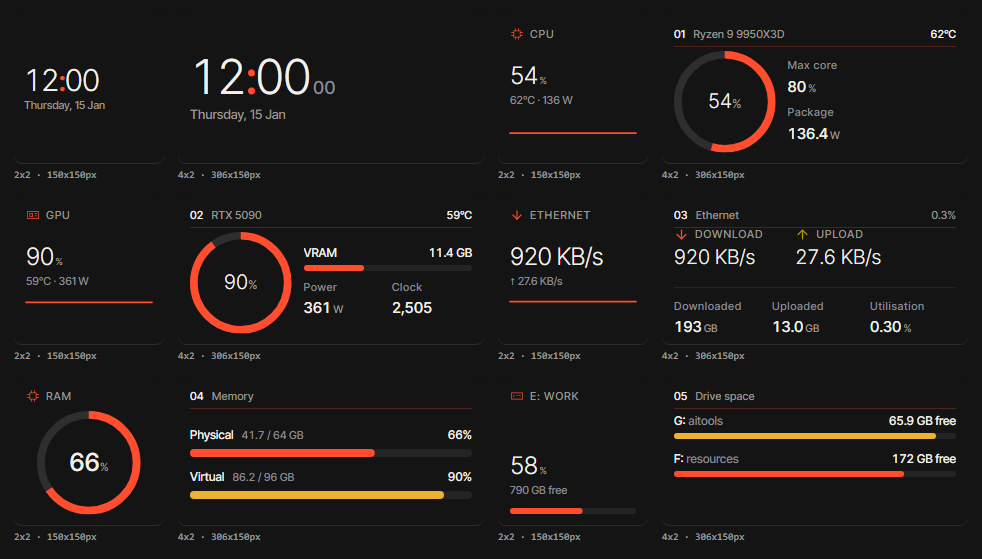 12:00
Thursday, 15 Jan
2x2 · 150x150px
12:00 00
Thursday, 15 Jan
4x2 · 306x150px
CPU
54%
62°C · 136 W
2x2 · 150x150px
01 Ryzen 9 9950X3D 62°C
54%
Max core
80%
Package
136.4 W
4x2 · 306x150px
GPU
90%
59°C · 361 W
2x2 · 150x150px
02 RTX 5090 59°C
90%
VRAM 11.4 GB
Power Clock
361 W 2,505
4x2 · 306x150px
ETHERNET
920 KB/s
↑ 27.6 KB/s
2x2 · 150x150px
03 Ethernet 0.3%
DOWNLOAD UPLOAD
920 KB/s 27.6 KB/s
Downloaded Uploaded Utilisation
193 GB 13.0 GB 0.30 %
4x2 · 306x150px
RAM
66%
2x2 · 150x150px
04 Memory
Physical 41.7 / 64 GB 66%
Virtual 86.2 / 96 GB 90%
4x2 · 306x150px
E: WORK
58%
790 GB free
2x2 · 150x150px
05 Drive space
G: aitools 65.9 GB free
F: resources 172 GB free
4x2 · 306x150px